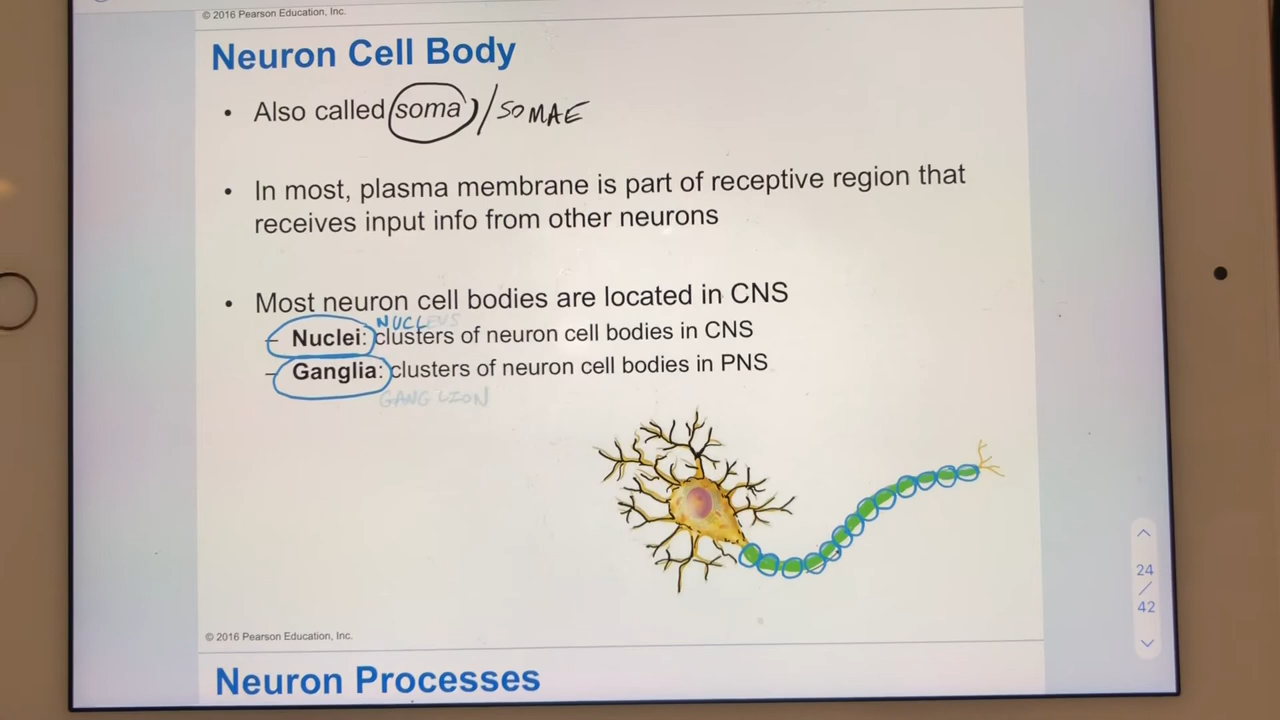 © 2016 Pearson Education, Inc.
Neuron Cell Body
• Also called soma / SOMAE
• In most, plasma membrane is part of receptive region that
receives input info from other neurons
• Most neuron cell bodies are located in CNS
NUCLEUS
– Nuclei: clusters of neuron cell bodies in CNS
– Ganglia: clusters of neuron cell bodies in PNS
GANGLION
24
/
42
© 2016 Pearson Education, Inc.
Neuron Processes